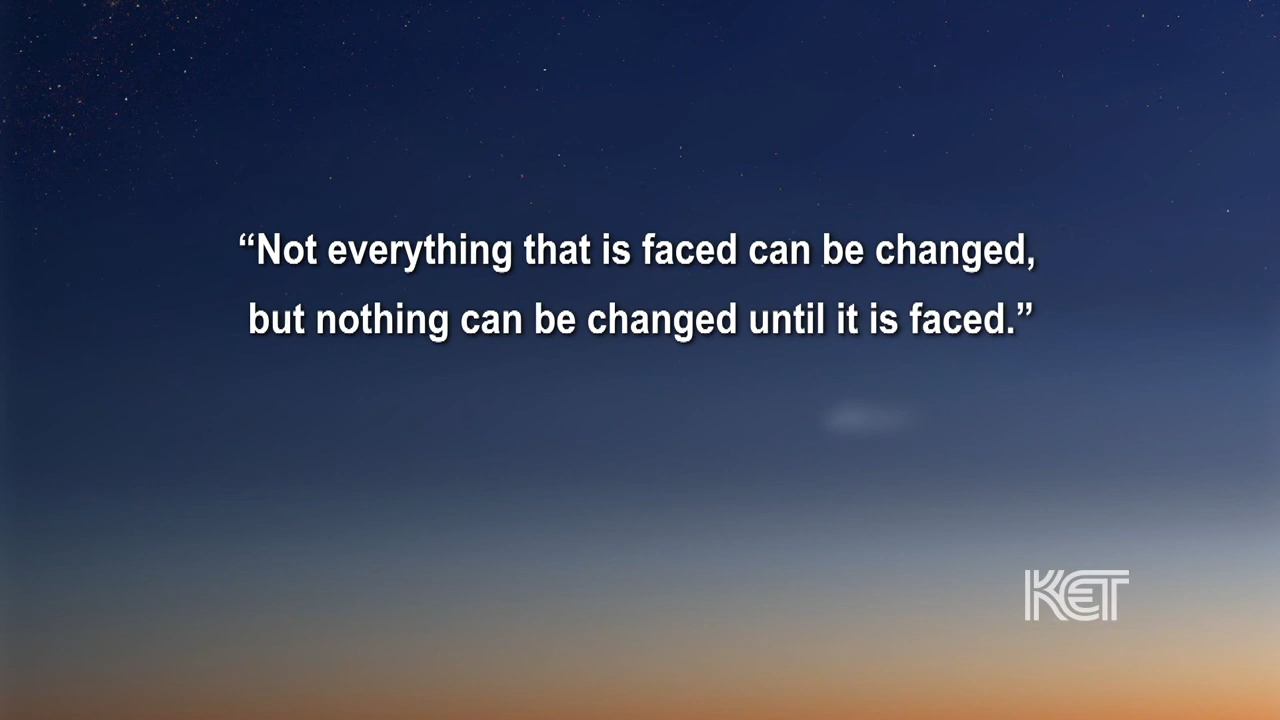 “Not everything that is faced can be changed,
but nothing can be changed until it is faced.”
KET